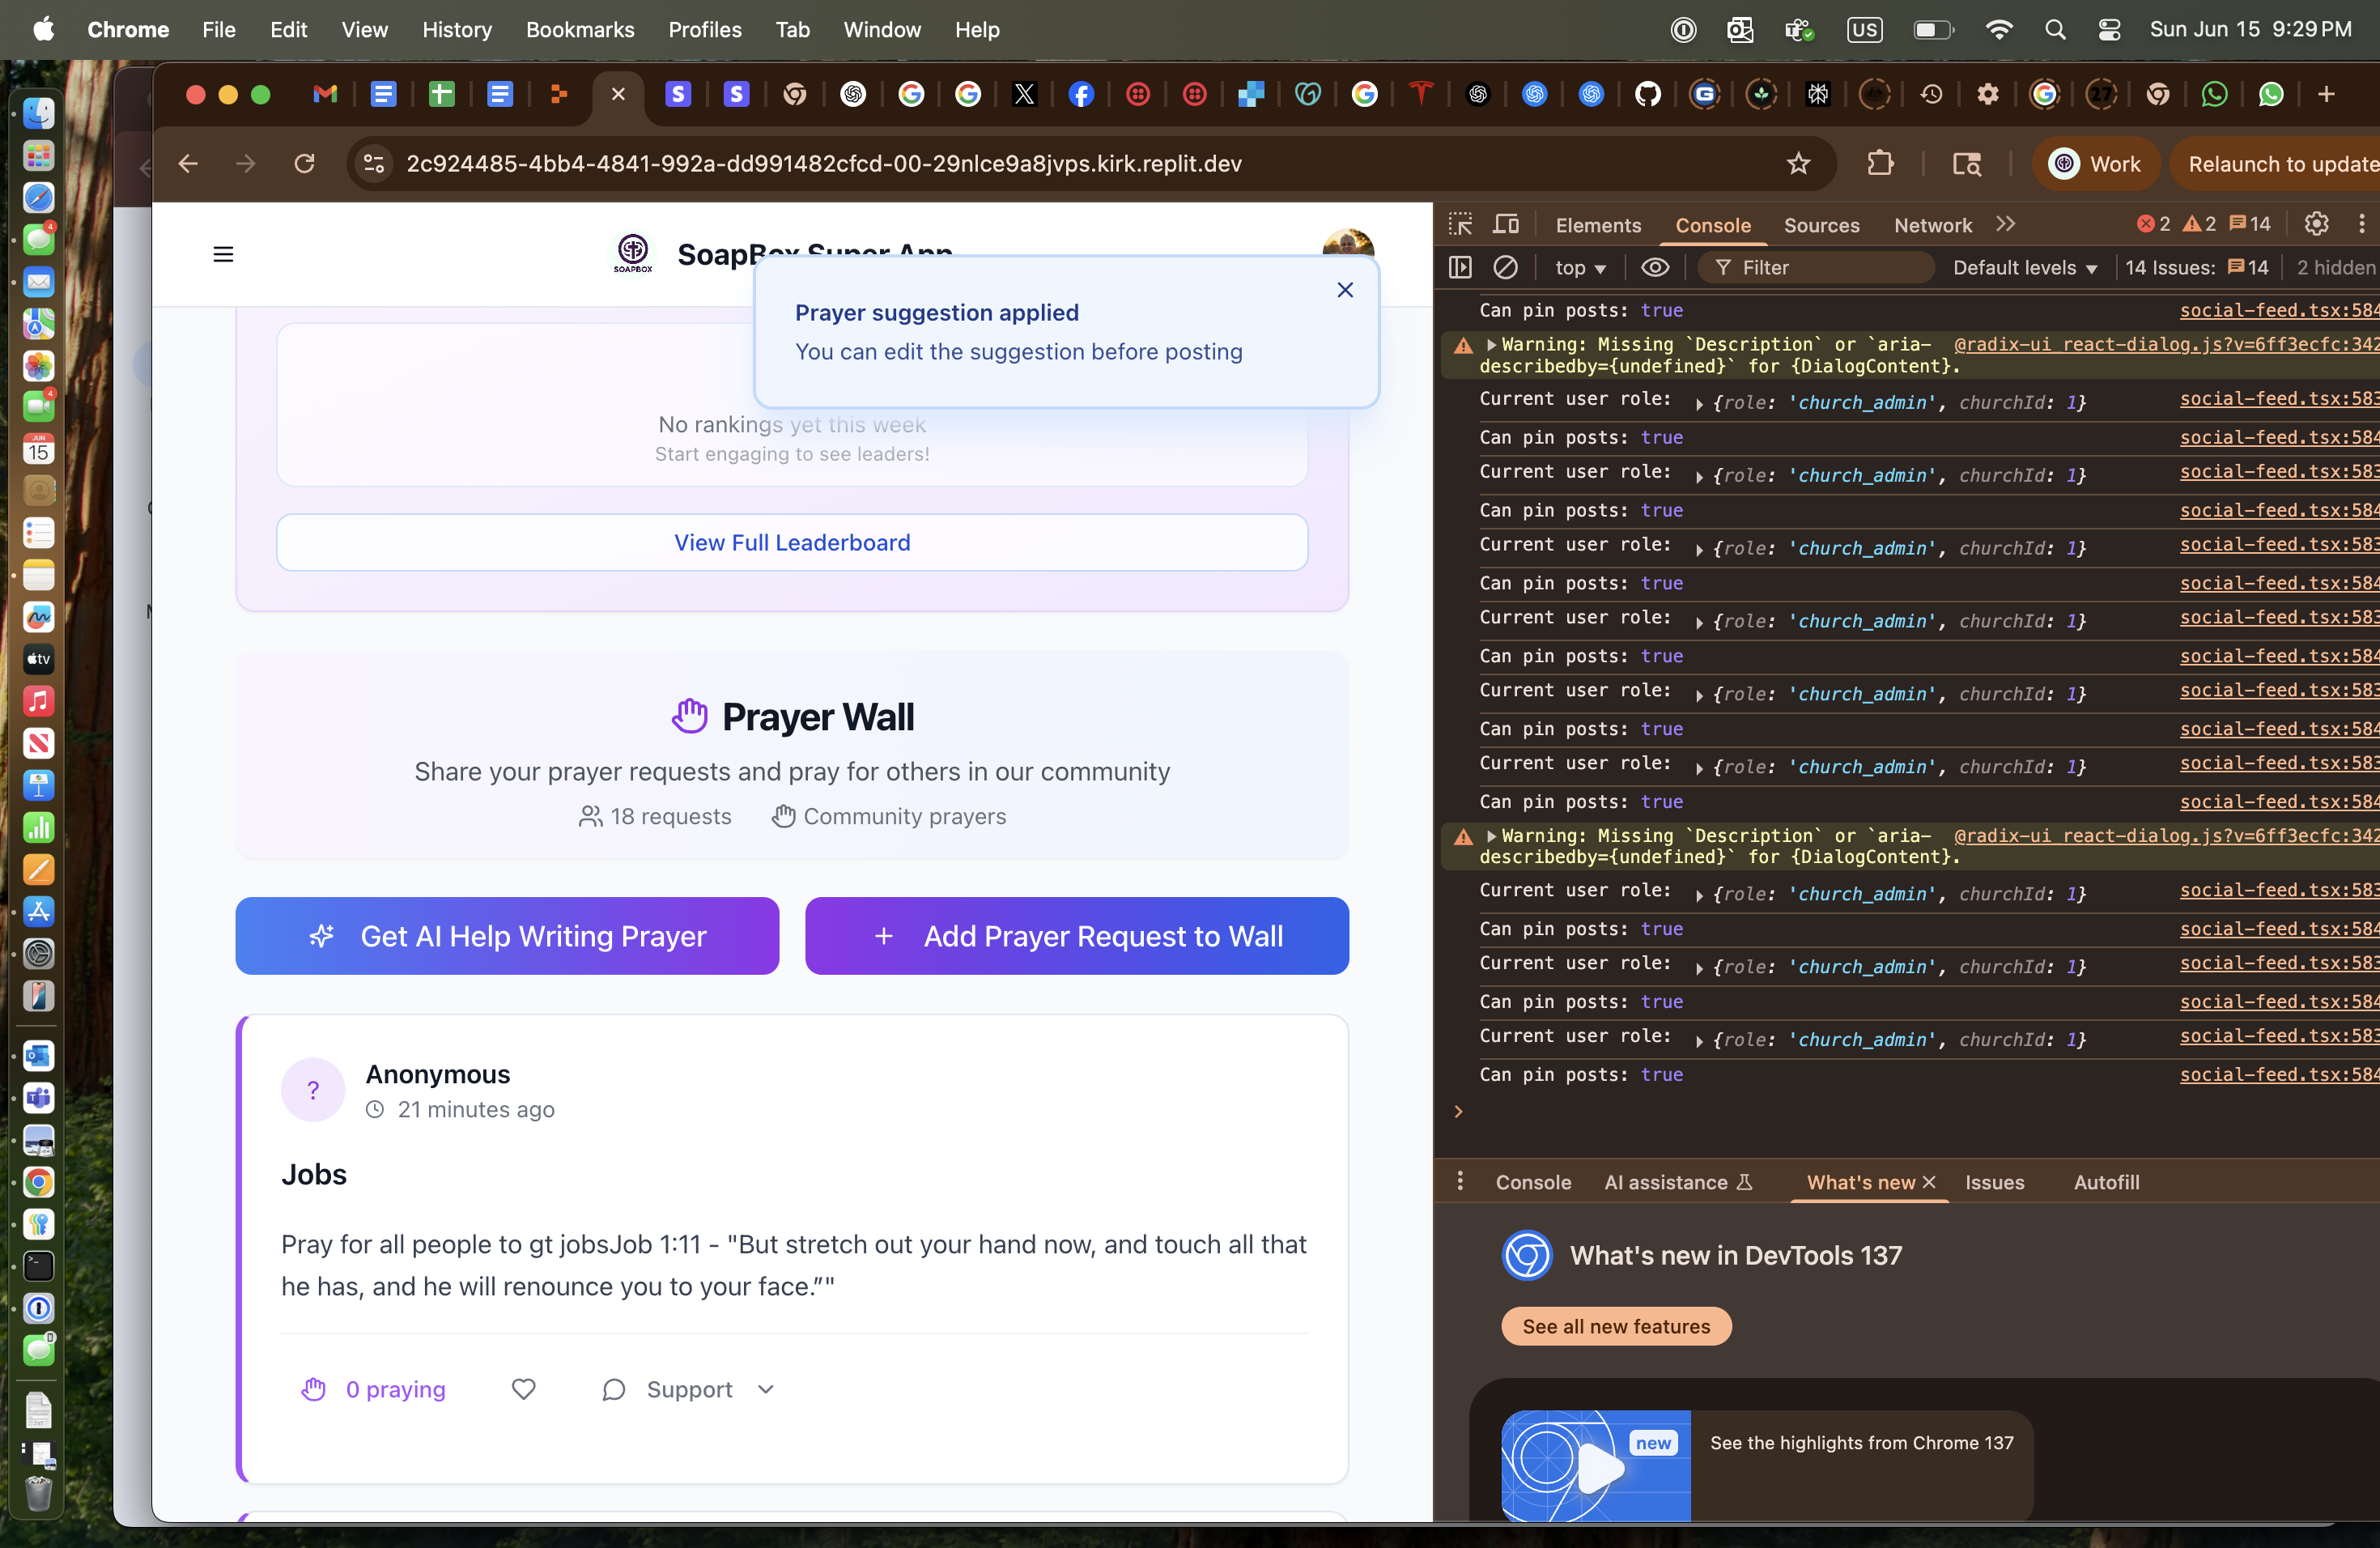 Chrome File Edit View History Bookmarks Profiles Tab Window Help
US Sun Jun 15 9:29 PM
2c924485-4bb4-4841-992a-dd991482cfcd-00-29nlce9a8jvps.kirk.replit.dev
Work
Relaunch to update
SOAPBOX
SoapBox Super App
Prayer suggestion applied
You can edit the suggestion before posting
No rankings yet this week
Start engaging to see leaders!
View Full Leaderboard
Prayer Wall
Share your prayer requests and pray for others in our community
18 requests Community prayers
Get AI Help Writing Prayer
+ Add Prayer Request to Wall
?
Anonymous
21 minutes ago
Jobs
Pray for all people to gt jobsJob 1:11 - "But stretch out your hand now, and touch all that
he has, and he will renounce you to your face.”"
0 praying Support
Elements Console Sources Network 2 2 14
top Filter Default levels 14 Issues: 14 2 hidden
Can pin posts: true social-feed.tsx:584
Warning: Missing `Description` or `aria- @radix-ui_react-dialog.js?v=6ff3ecfc:342
describedby={undefined}` for {DialogContent}.
Current user role: {role: 'church_admin', churchId: 1} social-feed.tsx:583
Can pin posts: true social-feed.tsx:584
Current user role: {role: 'church_admin', churchId: 1} social-feed.tsx:583
Can pin posts: true social-feed.tsx:584
Current user role: {role: 'church_admin', churchId: 1} social-feed.tsx:583
Can pin posts: true social-feed.tsx:584
Current user role: {role: 'church_admin', churchId: 1} social-feed.tsx:583
Can pin posts: true social-feed.tsx:584
Current user role: {role: 'church_admin', churchId: 1} social-feed.tsx:583
Can pin posts: true social-feed.tsx:584
Current user role: {role: 'church_admin', churchId: 1} social-feed.tsx:583
Can pin posts: true social-feed.tsx:584
Warning: Missing `Description` or `aria- @radix-ui_react-dialog.js?v=6ff3ecfc:342
describedby={undefined}` for {DialogContent}.
Current user role: {role: 'church_admin', churchId: 1} social-feed.tsx:583
Can pin posts: true social-feed.tsx:584
Current user role: {role: 'church_admin', churchId: 1} social-feed.tsx:583
Can pin posts: true social-feed.tsx:584
Current user role: {role: 'church_admin', churchId: 1} social-feed.tsx:583
Can pin posts: true social-feed.tsx:584
Console AI assistance What's new Issues Autofill
What's new in DevTools 137
See all new features
new
See the highlights from Chrome 137
4
4
JUN
15
tv